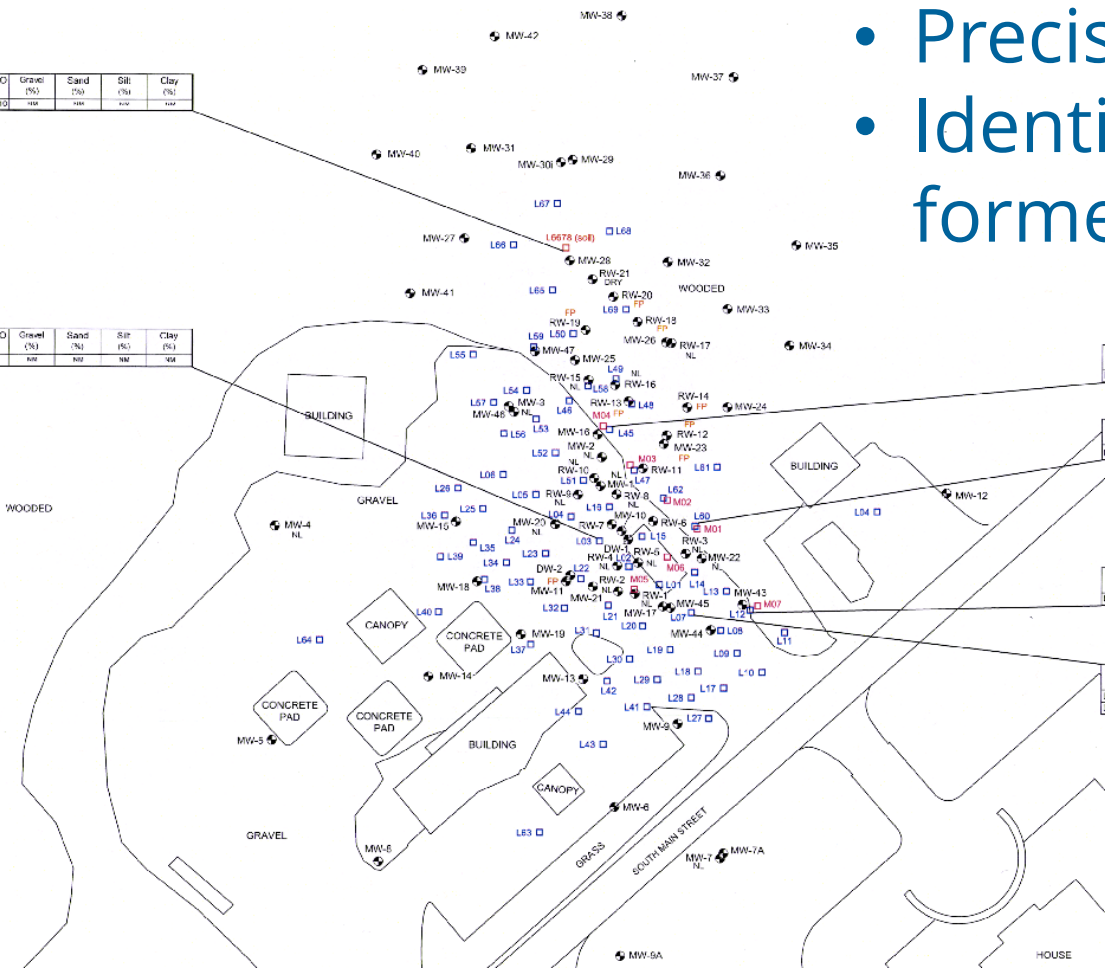 • Precis
• Identi
forme
MW-38
MW-42
MW-39
MW-37
Gravel (%) Sand (%) Silt (%) Clay (%)
NM NM NM NM
MW-40
MW-31
MW-30i
MW-29
MW-36
L67
L68
MW-27
L66
L6678 (soil)
MW-35
MW-28
MW-32
RW-21
DRY
WOODED
MW-41
L65
RW-20
FP
L69
MW-33
FP
RW-19
RW-18
FP
L50
L59
MW-26
RW-17
NL
MW-34
Gravel (%) Sand (%) Silt (%) Clay (%)
NM NM NM NM
L55
MW-47
MW-25
L49
NL
RW-15
NL
L58
RW-16
BUILDING
L54
L57
MW-3
NL
MW-46
L46
RW-13
FP
L48
RW-14
FP
MW-24
L53
M04
L45
MW-16
FP
RW-12
L56
MW-23
FP
MW-2
NL
L52
M03
RW-11
L61
BUILDING
L06
RW-10
NL
L47
L51
MW-1
L26
L05
RW-9
NL
RW-8
NL
L62
M02
MW-12
WOODED
GRAVEL
L25
L16
L36
MW-15
L04
MW-10
RW-6
L60
M01
L04
MW-4
NL
MW-20
NL
RW-7
L24
L03
L15
RW-3
NL
L35
DW-1
L39
L23
RW-4
NL
L02
RW-5
NL
M06
MW-22
NL
L34
DW-2
L22
L14
MW-18
L38
L33
FP
MW-11
RW-2
NL
M05
L01
L13
MW-43
MW-21
RW-1
NL
L40
L32
L21
MW-17
MW-45
L07
L12
M07
CANOPY
CONCRETE
PAD
MW-19
L31
L20
MW-44
L08
L11
L64
L37
L19
L09
L30
MW-14
MW-13
L18
L10
L42
L29
L17
CONCRETE
PAD
CONCRETE
PAD
L28
L44
L41
L27
MW-9
MW-5
BUILDING
L43
CANOPY
MW-6
GRAVEL
L63
SOUTH MAIN STREET
GRASS
MW-8
MW-7A
MW-7
NL
MW-9A
HOUSE